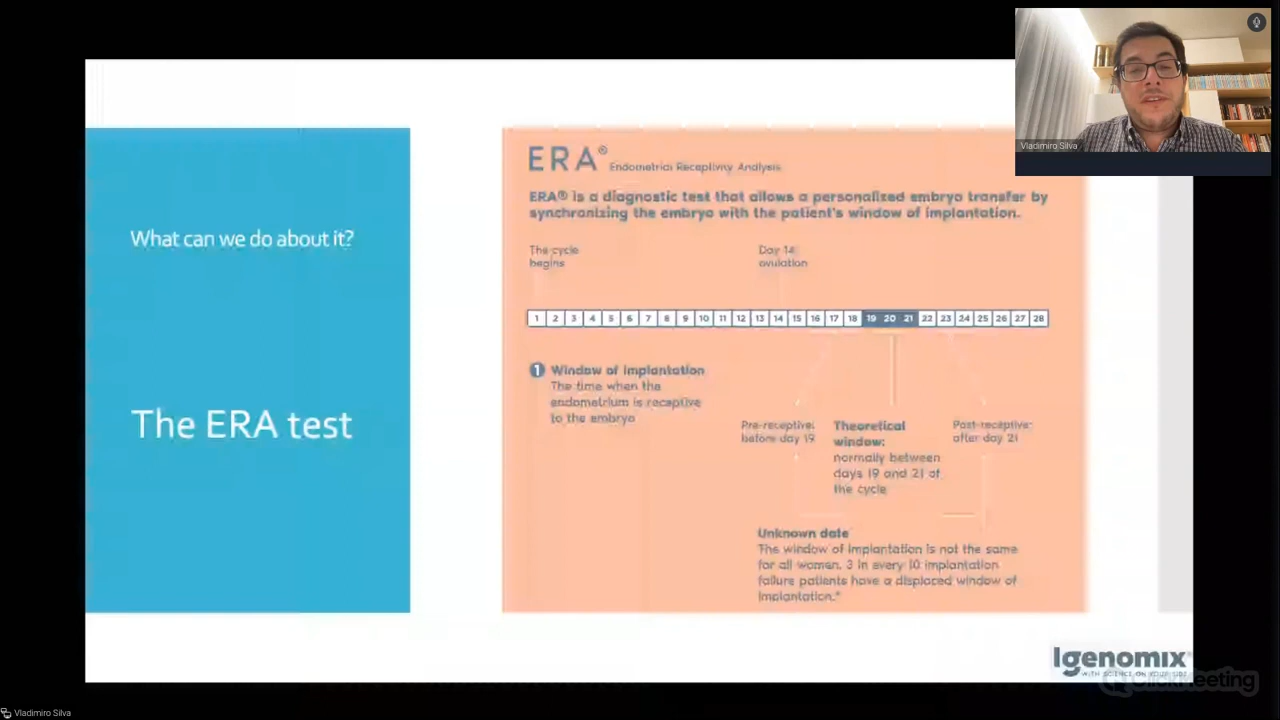 What can we do about it?
The ERA test
ERA® Endometrial Receptivity Analysis
ERA® is a diagnostic test that allows a personalized embryo transfer by
synchronizing the embryo with the patient's window of implantation.
The cycle
begins
Day 14:
ovulation
1 2 3 4 5 6 7 8 9 10 11 12 13 14 15 16 17 18 19 20 21 22 23 24 25 26 27 28
1 Window of implantation
The time when the
endometrium is receptive
to the embryo
Pre-receptive:
before day 19
Theoretical
window:
normally between
days 19 and 21 of
the cycle
Post-receptive:
after day 21
Unknown date
The window of implantation is not the same
for all women. 3 in every 10 implantation
failure patients have a displaced window of
implantation.*
Igenomix
WITH SCIENCE ON YOUR SIDE
ClickMeeting
Vladimiro Silva
Vladimiro Silva